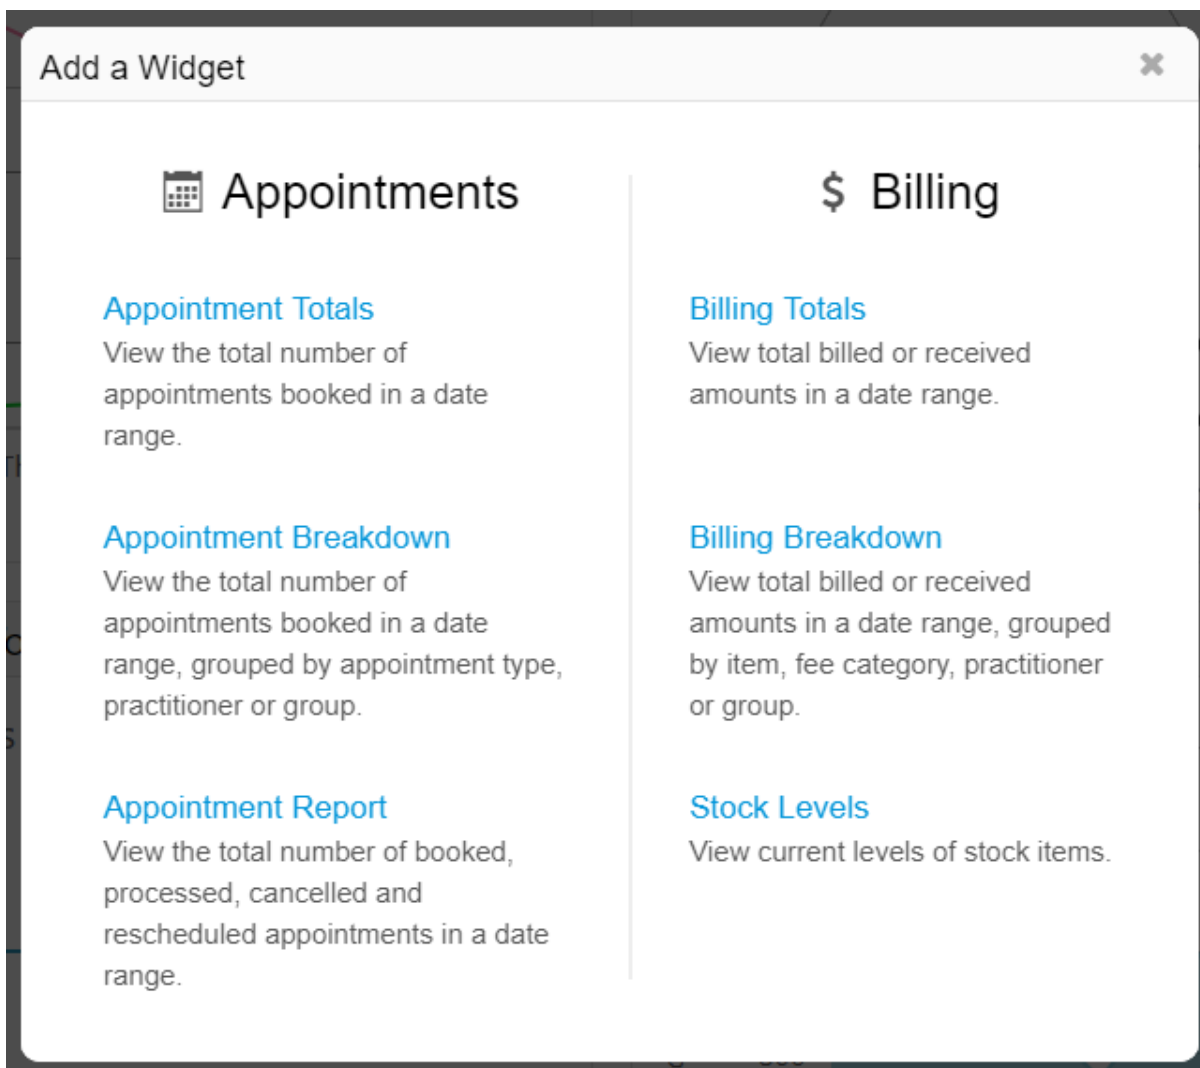 Add a Widget
Appointments
Appointment Totals
View the total number of
appointments booked in a date
range.
Appointment Breakdown
View the total number of
appointments booked in a date
range, grouped by appointment type,
practitioner or group.
Appointment Report
View the total number of booked,
processed, cancelled and
rescheduled appointments in a date
range.
$ Billing
Billing Totals
View total billed or received
amounts in a date range.
Billing Breakdown
View total billed or received
amounts in a date range, grouped
by item, fee category, practitioner
or group.
Stock Levels
View current levels of stock items.